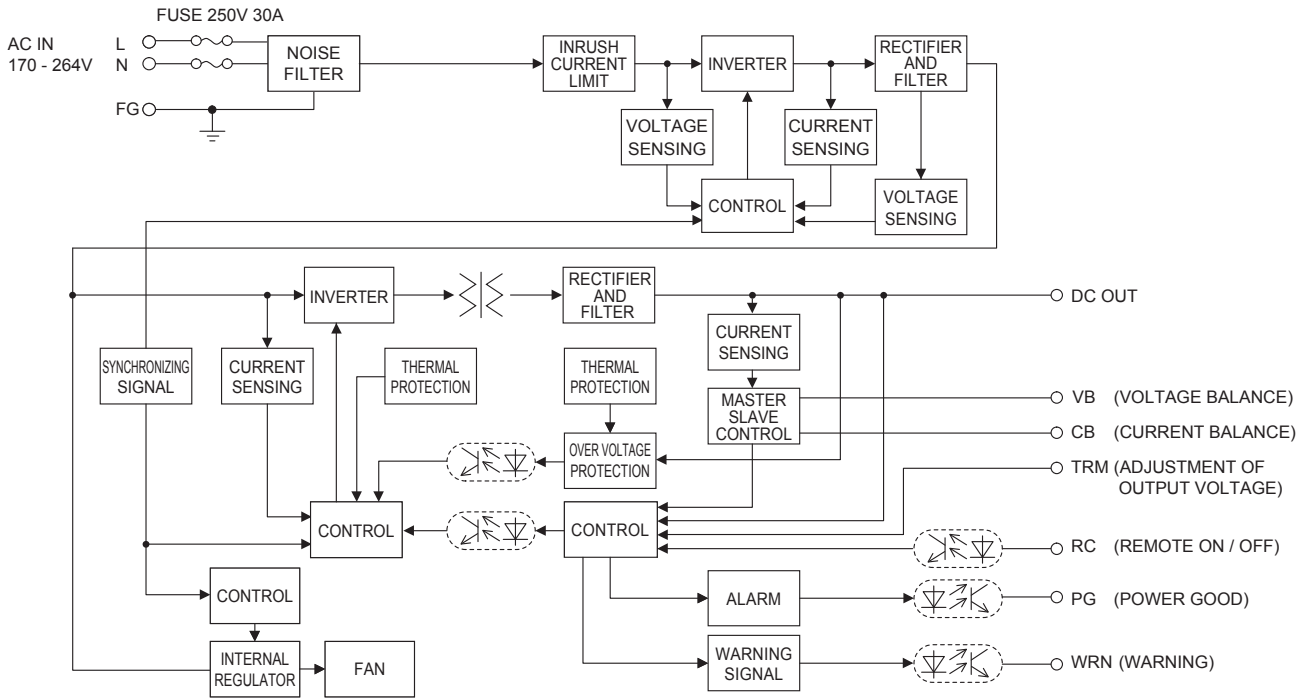 FUSE 250V 30A
AC IN
170 - 264V
L
N
FG
NOISE
FILTER
INRUSH
CURRENT
LIMIT
INVERTER
RECTIFIER
AND
FILTER
VOLTAGE
SENSING
CURRENT
SENSING
CONTROL
VOLTAGE
SENSING
INVERTER
RECTIFIER
AND
FILTER
DC OUT
SYNCHRONIZING
SIGNAL
CURRENT
SENSING
THERMAL
PROTECTION
THERMAL
PROTECTION
CURRENT
SENSING
MASTER
SLAVE
CONTROL
VB (VOLTAGE BALANCE)
CB (CURRENT BALANCE)
OVER VOLTAGE
PROTECTION
TRM (ADJUSTMENT OF
OUTPUT VOLTAGE)
CONTROL
CONTROL
RC (REMOTE ON / OFF)
CONTROL
ALARM
PG (POWER GOOD)
INTERNAL
REGULATOR
FAN
WARNING
SIGNAL
WRN (WARNING)